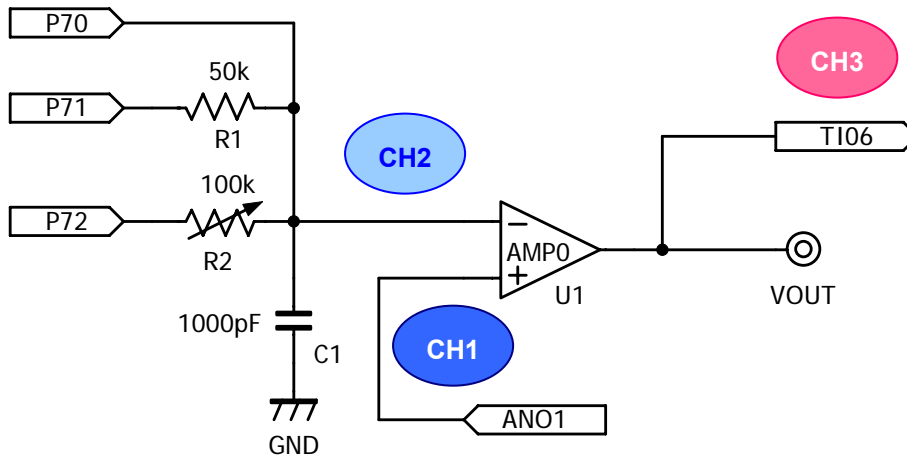 P70
CH3
50k
P71
R1
TI06
CH2
100k
P72
R2
−
AMP0
+
U1
VOUT
1000pF
C1
CH1
ANO1
GND